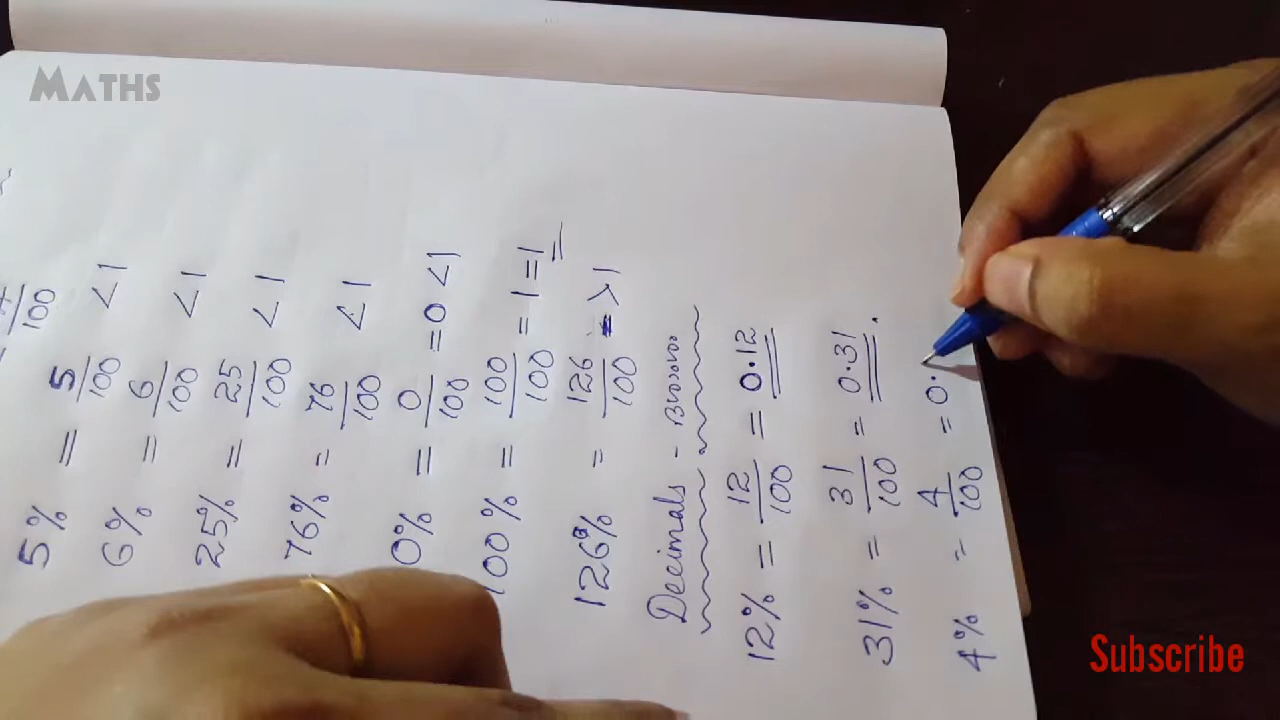 MATHS
5% = 5/100 < 1
6% = 6/100 < 1
25% = 25/100 < 1
76% = 76/100 < 1
0% = 0/100 = 0 < 1
100% = 100/100 = 1 = 1
126% = 126/100 > 1
Decimals -
12% = 12/100 = 0.12
31% = 31/100 = 0.31.
4% = 4/100 = 0.
Subscribe